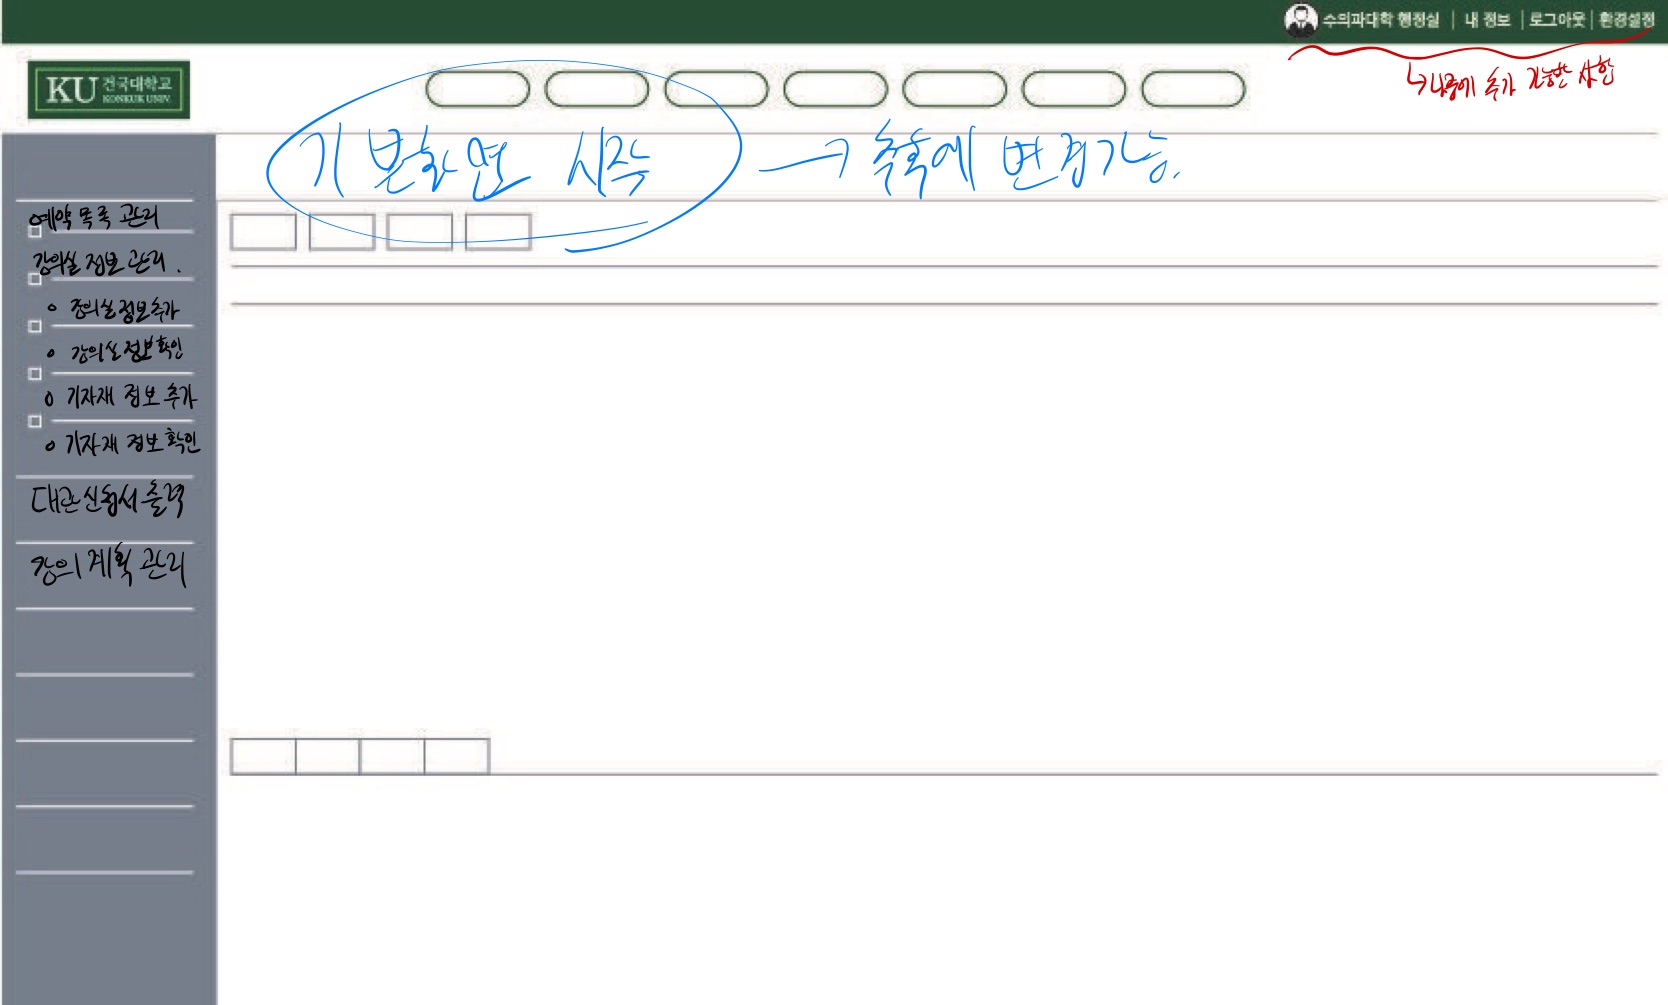 수의과대학 행정실 | 내 정보 | 로그아웃 | 환경설정
↳ 나중에 추가 가능한 사항
KU 건국대학교
KONKUK UNIV.
기본화면 시작 → 추후에 변경가능.
예약 목록 관리
강의실 정보 관리.
강의실 정보 추가
강의실 정보 확인
기자재 정보 추가
기자재 정보 확인
대관신청서 출력
강의 계획 관리